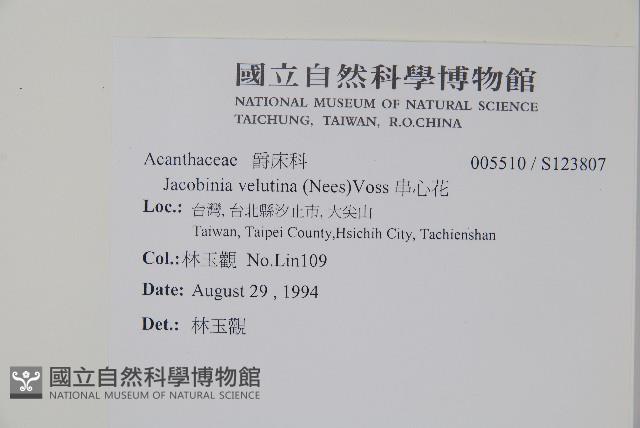 國立自然科學博物館
NATIONAL MUSEUM OF NATURAL SCIENCE
TAICHUNG, TAIWAN, R.O.CHINA
Acanthaceae 爵床科 005510 / S123807
Jacobinia velutina (Nees)Voss 串心花
Loc.: 台灣, 台北縣汐止市, 大尖山
Taiwan, Taipei County,Hsichih City, Tachienshan
Col.:林玉觀 No.Lin109
Date: August 29 , 1994
Det.: 林玉觀
國立自然科學博物館
NATIONAL MUSEUM OF NATURAL SCIENCE